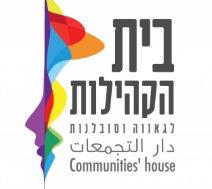 בית
הקהילות
לגאווה וסובלנות
دار التجمعات
Communities' house